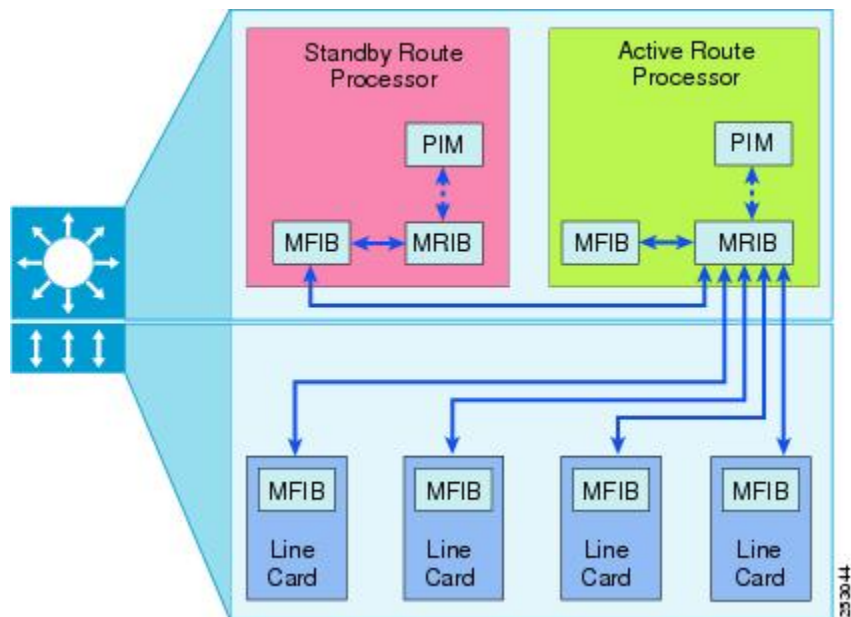 Standby Route
Processor
Active Route
Processor
PIM
PIM
MFIB
MRIB
MFIB
MRIB
MFIB
MFIB
MFIB
MFIB
Line
Card
Line
Card
Line
Card
Line
Card
253044